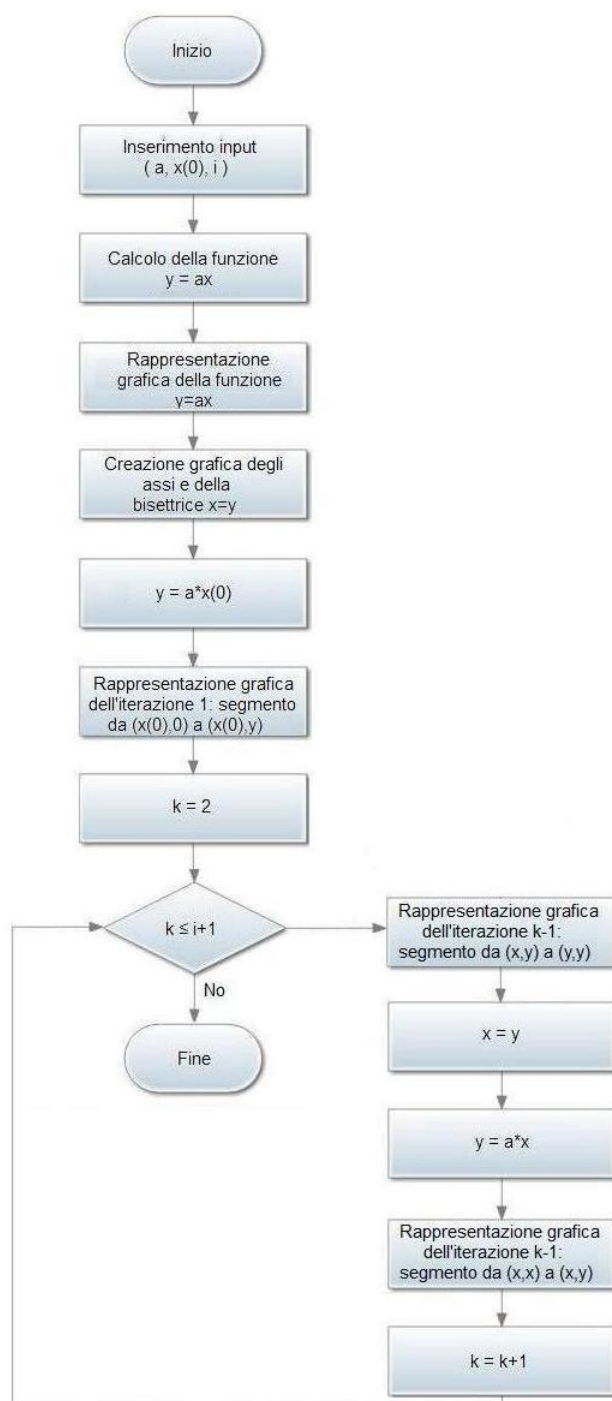 Inizio
Inserimento input
( a, x(0), i )
Calcolo della funzione
y = ax
Rappresentazione
grafica della funzione
y=ax
Creazione grafica degli
assi e della
bisettrice x=y
y = a*x(0)
Rappresentazione grafica
dell'iterazione 1: segmento
da (x(0),0) a (x(0),y)
k = 2
k ≤ i+1
No
Fine
Rappresentazione grafica
dell'iterazione k-1:
segmento da (x,y) a (y,y)
x = y
y = a*x
Rappresentazione grafica
dell'iterazione k-1:
segmento da (x,x) a (x,y)
k = k+1